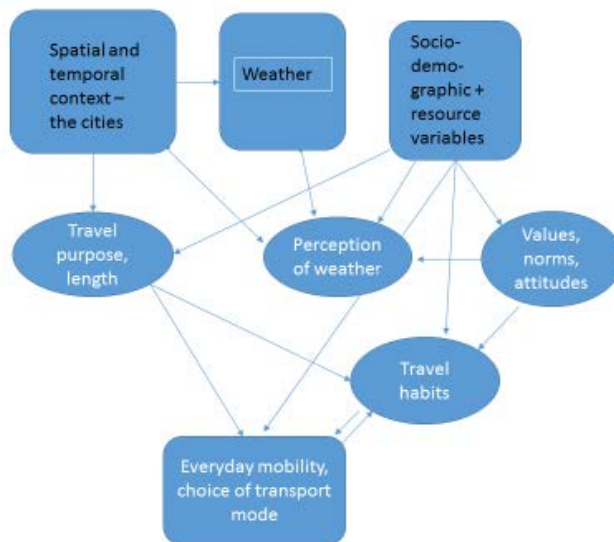 Spatial and
temporal
context –
the cities
Weather
Socio-
demo-
graphic +
resource
variables
Travel
purpose,
length
Perception
of weather
Values,
norms,
attitudes
Travel
habits
Everyday mobility,
choice of transport
mode